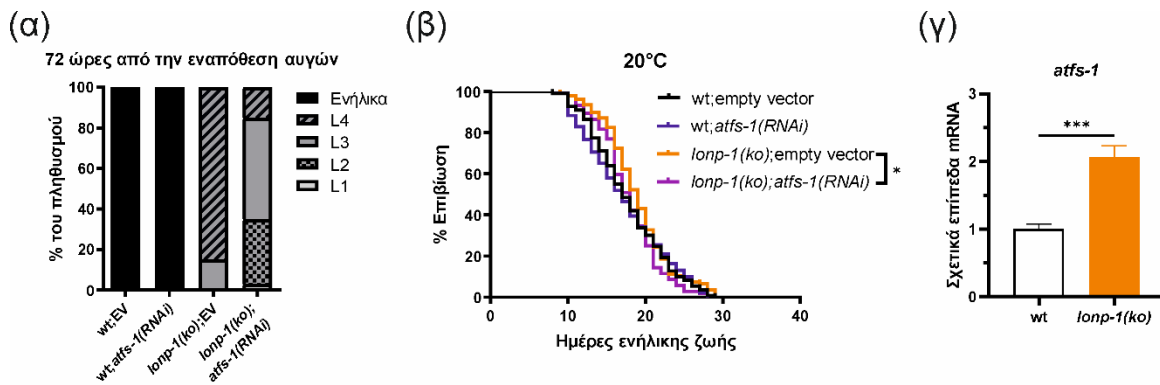 (α)
72 ώρες από την εναπόθεση αυγών
% του πληθυσμού
100
80
60
40
20
0
wt;EV
wt;atfs-1(RNAi)
lonp-1(ko);EV
lonp-1(ko);
atfs-1(RNAi)
Ενήλικα
L4
L3
L2
L1
(β)
20°C
% Επιβίωση
100
80
60
40
20
0
0
10
20
30
40
Ημέρες ενήλικης ζωής
wt;empty vector
wt;atfs-1(RNAi)
lonp-1(ko);empty vector
lonp-1(ko);atfs-1(RNAi)
*
(γ)
atfs-1
Σχετικά επίπεδα mRNA
3
2
1
0
***
wt
lonp-1(ko)